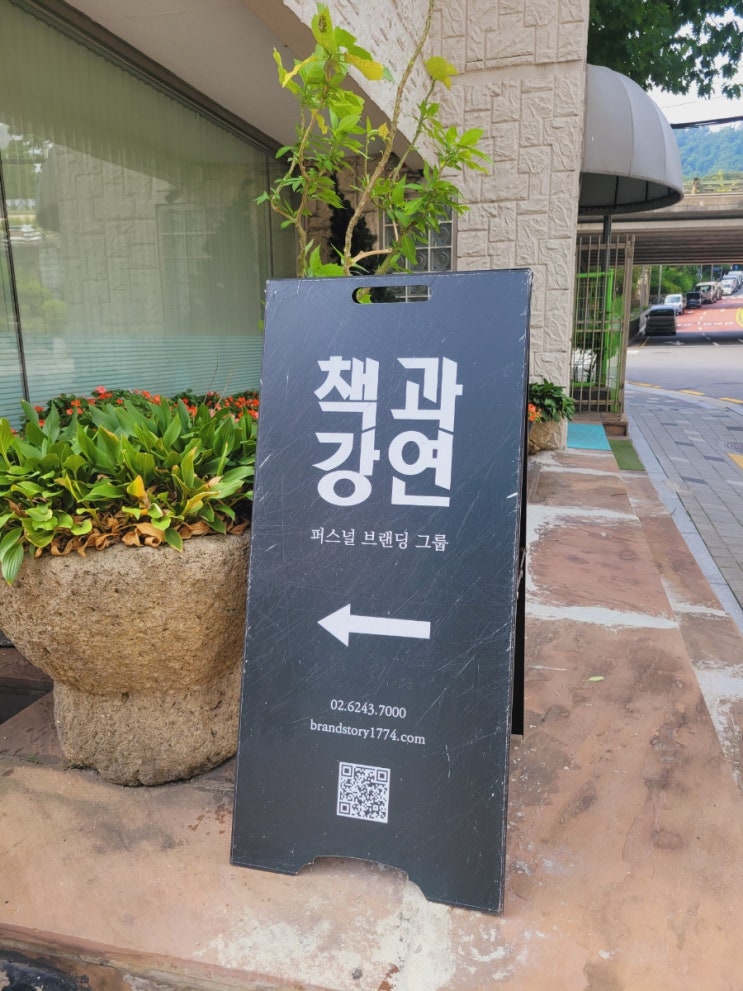 책과
강연
퍼스널 브랜딩 그룹
02.6243.7000
brandstory1774.com